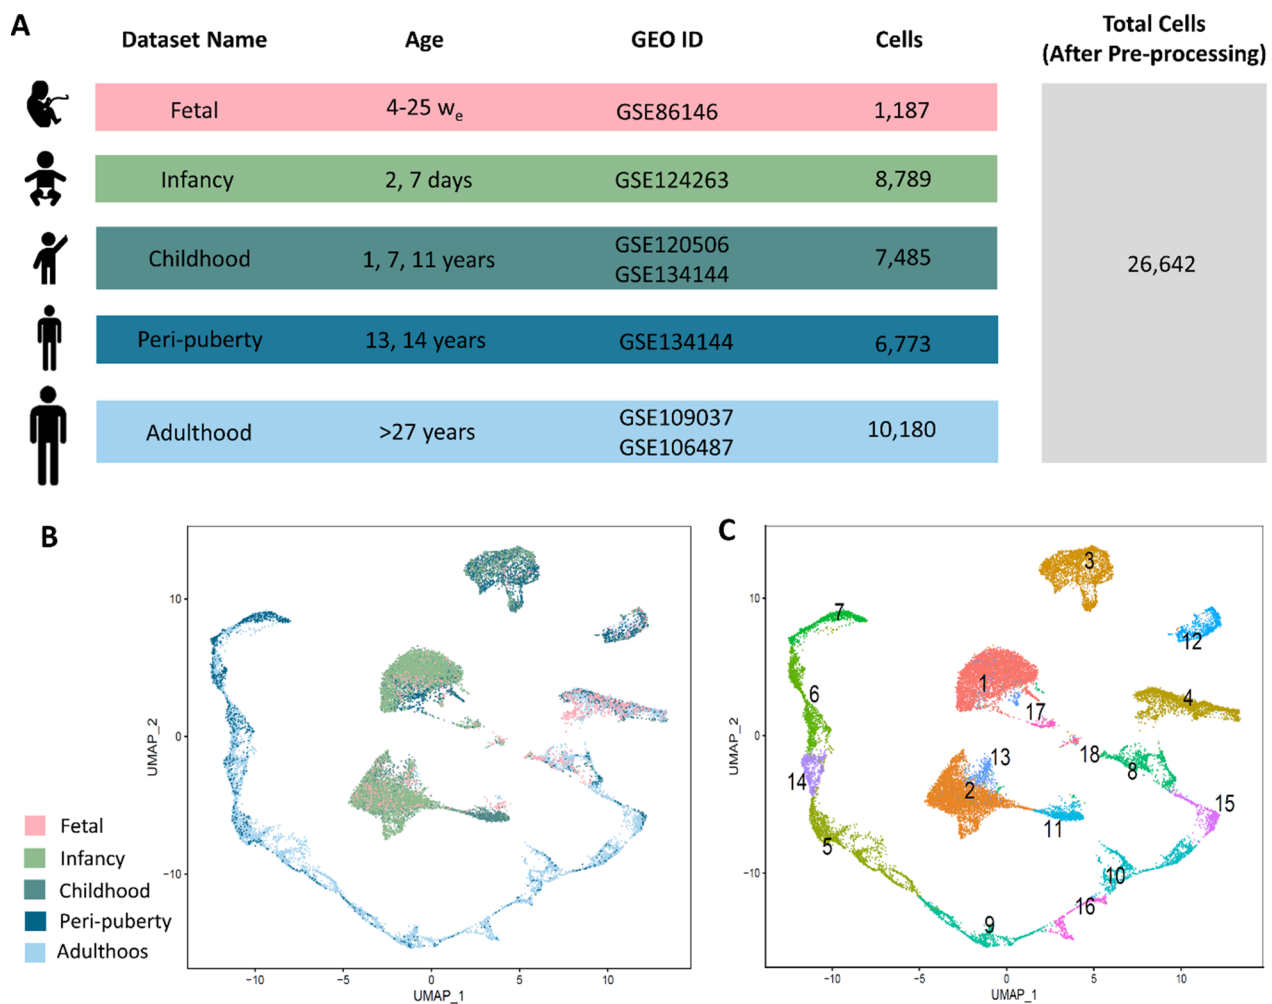 A
Dataset Name Age GEO ID Cells Total Cells
(After Pre-processing)
Fetal 4-25 we GSE86146 1,187
Infancy 2, 7 days GSE124263 8,789
Childhood 1, 7, 11 years GSE120506
GSE134144 7,485
26,642
Peri-puberty 13, 14 years GSE134144 6,773
Adulthood >27 years GSE109037
GSE106487 10,180
B
10
0
−10
UMAP_2
−10 −5 0 5 10
UMAP_1
Fetal
Infancy
Childhood
Peri-puberty
Adulthoos
C
10
0
−10
UMAP_2
−10 −5 0 5 10
UMAP_1
3
7
12
1
6
17
4
18
8
13
14
2
15
11
5
10
16
9